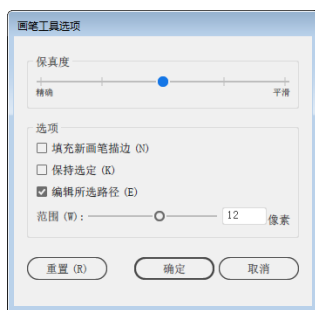 画笔工具选项
保真度
精确 平滑
选项
填充新画笔描边 (N)
保持选定 (K)
编辑所选路径 (E)
范围 (W): 12 像素
重置 (R) 确定 取消